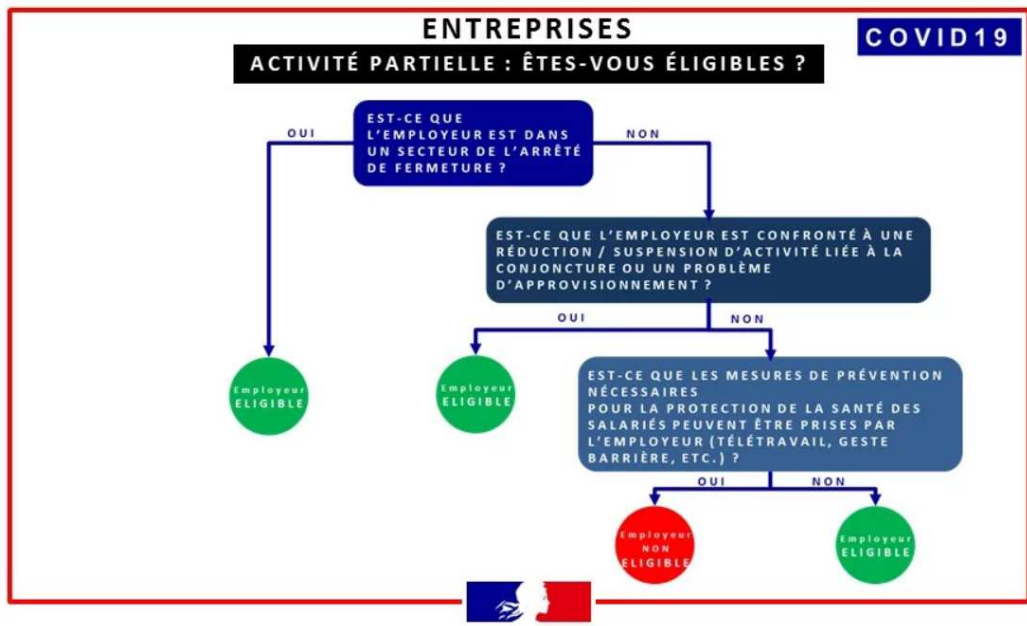 ENTREPRISES
COVID19
ACTIVITÉ PARTIELLE : ÊTES-VOUS ÉLIGIBLES ?
EST-CE QUE
L'EMPLOYEUR EST DANS
UN SECTEUR DE L'ARRÊTÉ
DE FERMETURE ?
OUI
NON
EST-CE QUE L'EMPLOYEUR EST CONFRONTÉ À UNE
RÉDUCTION / SUSPENSION D'ACTIVITÉ LIÉE À LA
CONJONCTURE OU UN PROBLÈME
D'APPROVISIONNEMENT ?
OUI
NON
Employeur
ELIGIBLE
Employeur
ELIGIBLE
EST-CE QUE LES MESURES DE PRÉVENTION
NÉCESSAIRES
POUR LA PROTECTION DE LA SANTÉ DES
SALARIÉS PEUVENT ÊTRE PRISES PAR
L'EMPLOYEUR (TÉLÉTRAVAIL, GESTE
BARRIÈRE, ETC.) ?
OUI
NON
Employeur
NON
ELIGIBLE
Employeur
ELIGIBLE